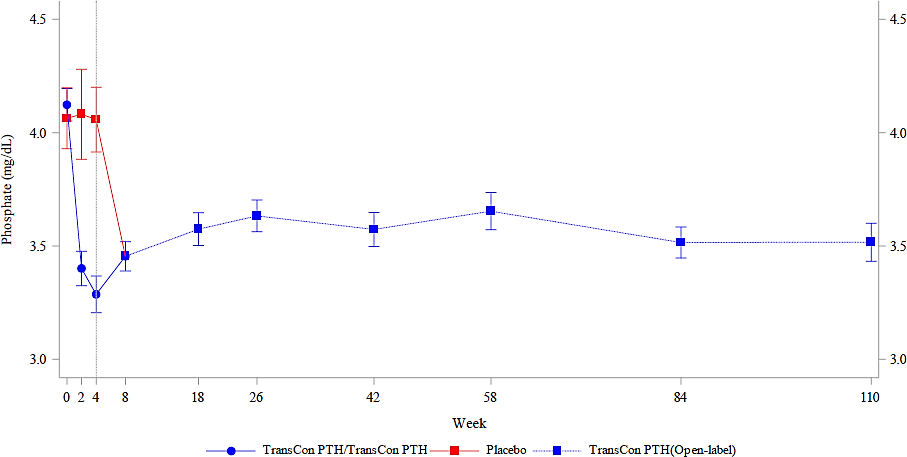 4.5 4.5
4.0 4.0
Phosphate (mg/dL)
3.5 3.5
3.0 3.0
0 2 4 8 18 26 42 58 84 110
Week
TransCon PTH/TransCon PTH Placebo TransCon PTH(Open-label)